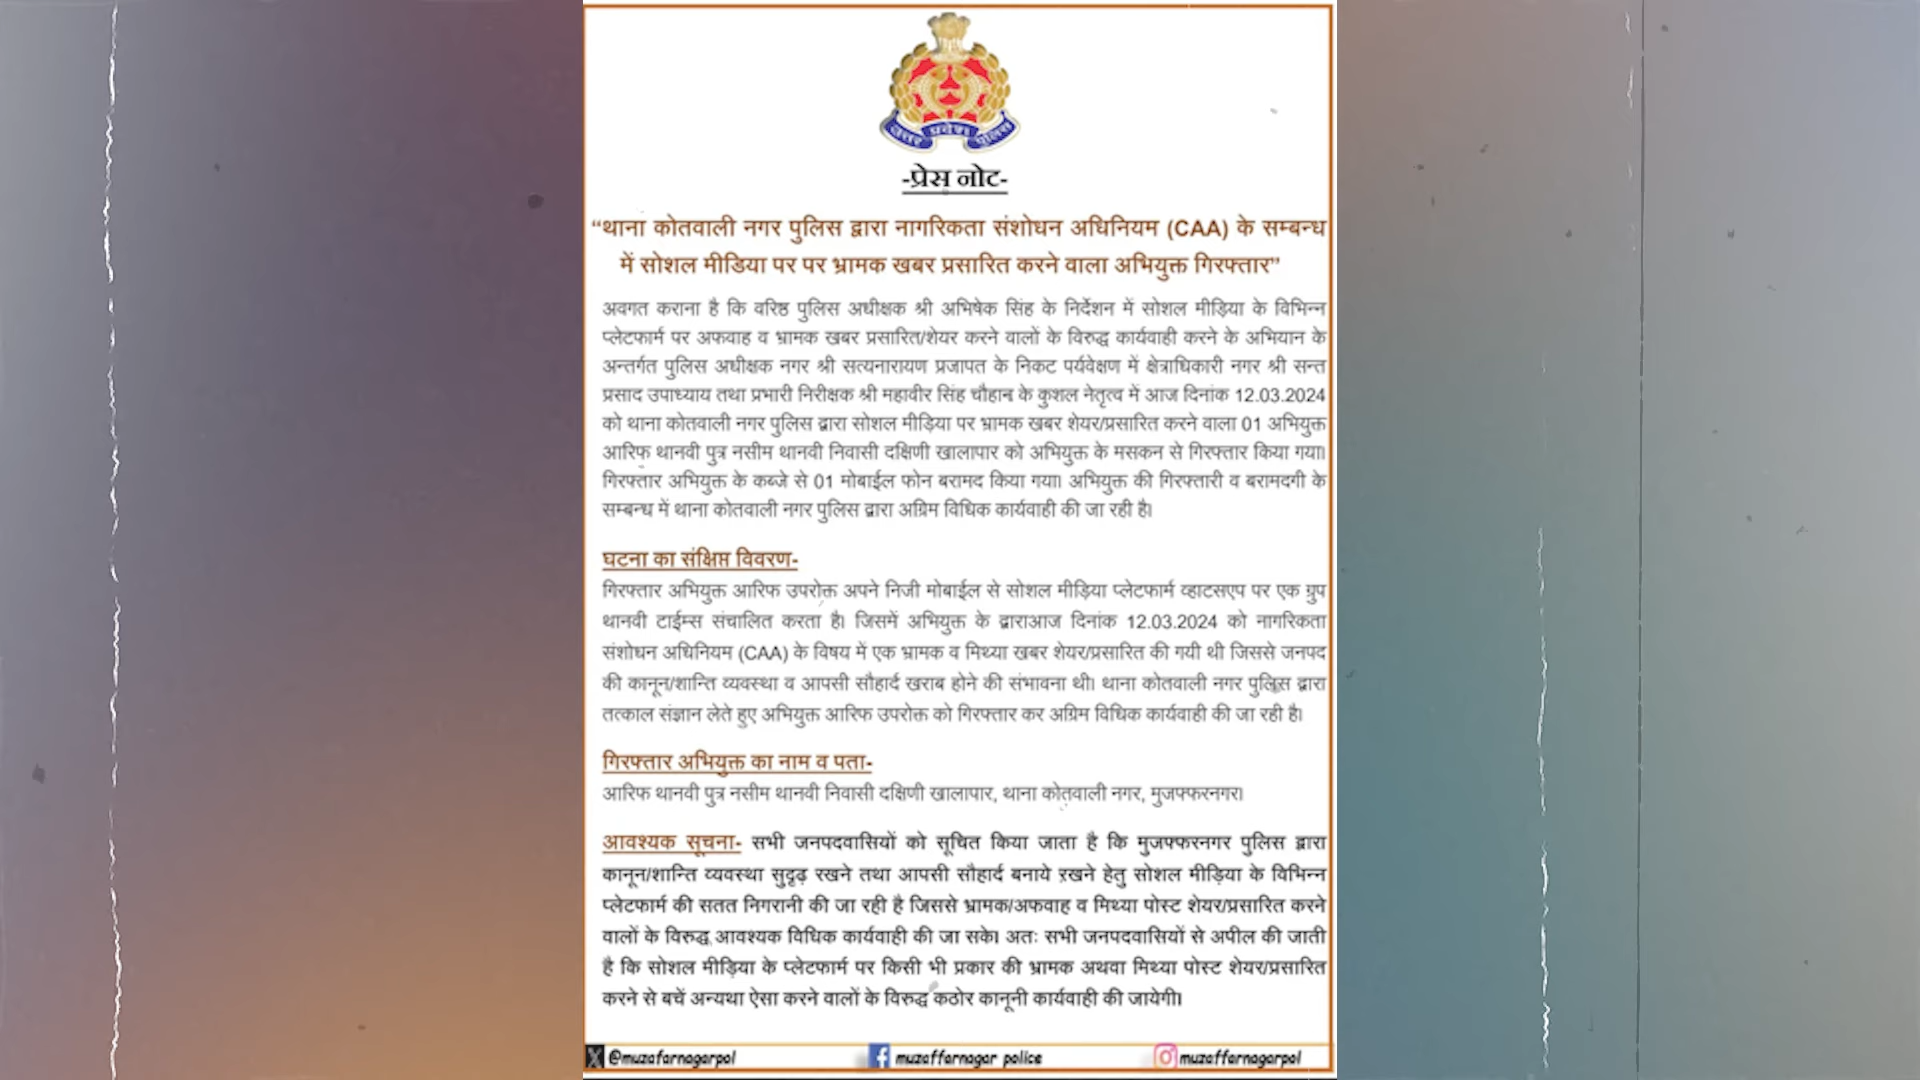 उत्तर प्रदेश पुलिस
-प्रेस नोट-
“थाना कोतवाली नगर पुलिस द्वारा नागरिकता संशोधन अधिनियम (CAA) के सम्बन्ध
में सोशल मीडिया पर पर भ्रामक खबर प्रसारित करने वाला अभियुक्त गिरफ्तार”
अवगत कराना है कि वरिष्ठ पुलिस अधीक्षक श्री अभिषेक सिंह के निर्देशन में सोशल मीड़िया के विभिन्न
प्लेटफार्म पर अफवाह व भ्रामक खबर प्रसारित/शेयर करने वालों के विरुद्ध कार्यवाही करने के अभियान के
अन्तर्गत पुलिस अधीक्षक नगर श्री सत्यनारायण प्रजापत के निकट पर्यवेक्षण में क्षेत्राधिकारी नगर श्री सन्त
प्रसाद उपाध्याय तथा प्रभारी निरीक्षक श्री महावीर सिंह चौहान के कुशल नेतृत्व में आज दिनांक 12.03.2024
को थाना कोतवाली नगर पुलिस द्वारा सोशल मीड़िया पर भ्रामक खबर शेयर/प्रसारित करने वाला 01 अभियुक्त
आरिफ थानवी पुत्र नसीम थानवी निवासी दक्षिणी खालापार को अभियुक्त के मसकन से गिरफ्तार किया गया।
गिरफ्तार अभियुक्त के कब्जे से 01 मोबाईल फोन बरामद किया गया। अभियुक्त की गिरफ्तारी व बरामदगी के
सम्बन्ध में थाना कोतवाली नगर पुलिस द्वारा अग्रिम विधिक कार्यवाही की जा रही है।
घटना का संक्षिप्त विवरण-
गिरफ्तार अभियुक्त आरिफ उपरोक्त अपने निजी मोबाईल से सोशल मीड़िया प्लेटफार्म व्हाटसएप पर एक ग्रुप
थानवी टाईम्स संचालित करता है। जिसमें अभियुक्त के द्वाराआज दिनांक 12.03.2024 को नागरिकता
संशोधन अधिनियम (CAA) के विषय में एक भ्रामक व मिथ्या खबर शेयर/प्रसारित की गयी थी जिससे जनपद
की कानून/शान्ति व्यवस्था व आपसी सौहार्द खराब होने की संभावना थी। थाना कोतवाली नगर पुलिस द्वारा
तत्काल संज्ञान लेते हुए अभियुक्त आरिफ उपरोक्त को गिरफ्तार कर अग्रिम विधिक कार्यवाही की जा रही है।
गिरफ्तार अभियुक्त का नाम व पता-
आरिफ थानवी पुत्र नसीम थानवी निवासी दक्षिणी खालापार, थाना कोतवाली नगर, मुजफ्फरनगर।
आवश्यक सूचना- सभी जनपदवासियों को सूचित किया जाता है कि मुजफ्फरनगर पुलिस द्वारा
कानून/शान्ति व्यवस्था सुदृढ़ रखने तथा आपसी सौहार्द बनाये रखने हेतु सोशल मीड़िया के विभिन्न
प्लेटफार्म की सतत निगरानी की जा रही है जिससे भ्रामक/अफवाह व मिथ्या पोस्ट शेयर/प्रसारित करने
वालों के विरुद्ध आवश्यक विधिक कार्यवाही की जा सके। अतः सभी जनपदवासियों से अपील की जाती
है कि सोशल मीड़िया के प्लेटफार्म पर किसी भी प्रकार की भ्रामक अथवा मिथ्या पोस्ट शेयर/प्रसारित
करने से बचें अन्यथा ऐसा करने वालों के विरुद्ध कठोर कानूनी कार्यवाही की जायेगी।
@muzafarnagarpol muzaffarnagar police muzaffarnagarpol